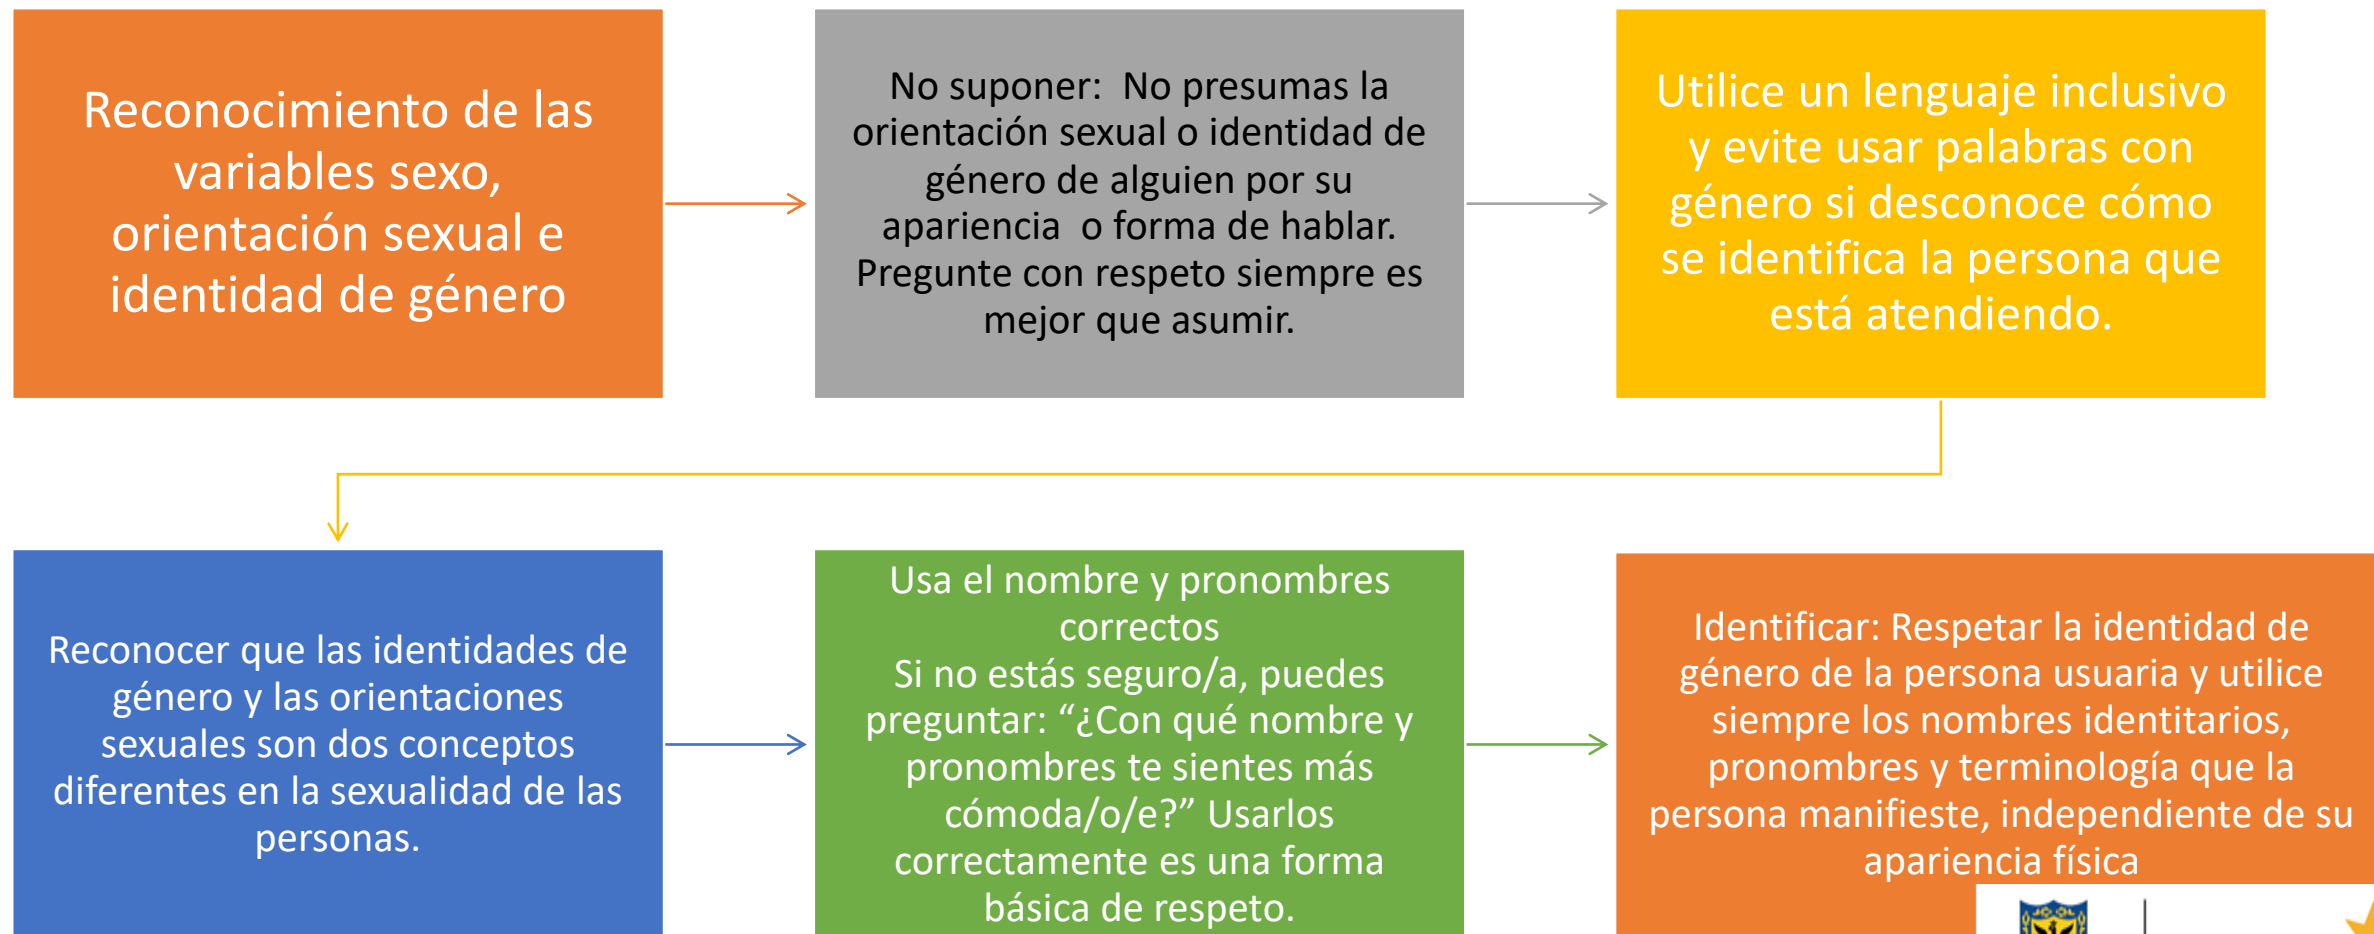 Reconocimiento de las
variables sexo,
orientación sexual e
identidad de género
No suponer:  No presumas la
orientación sexual o identidad de
género de alguien por su
apariencia  o forma de hablar.
Pregunte con respeto siempre es
mejor que asumir.
Utilice un lenguaje inclusivo
y evite usar palabras con
género si desconoce cómo
se identifica la persona que
está atendiendo.
Reconocer que las identidades de
género y las orientaciones
sexuales son dos conceptos
diferentes en la sexualidad de las
personas.
Usa el nombre y pronombres
correctos
Si no estás seguro/a, puedes
preguntar: “¿Con qué nombre y
pronombres te sientes más
cómoda/o/e?” Usarlos
correctamente es una forma
básica de respeto.
Identificar: Respetar la identidad de
género de la persona usuaria y utilice
siempre los nombres identitarios,
pronombres y terminología que la
persona manifieste, independiente de su
apariencia física